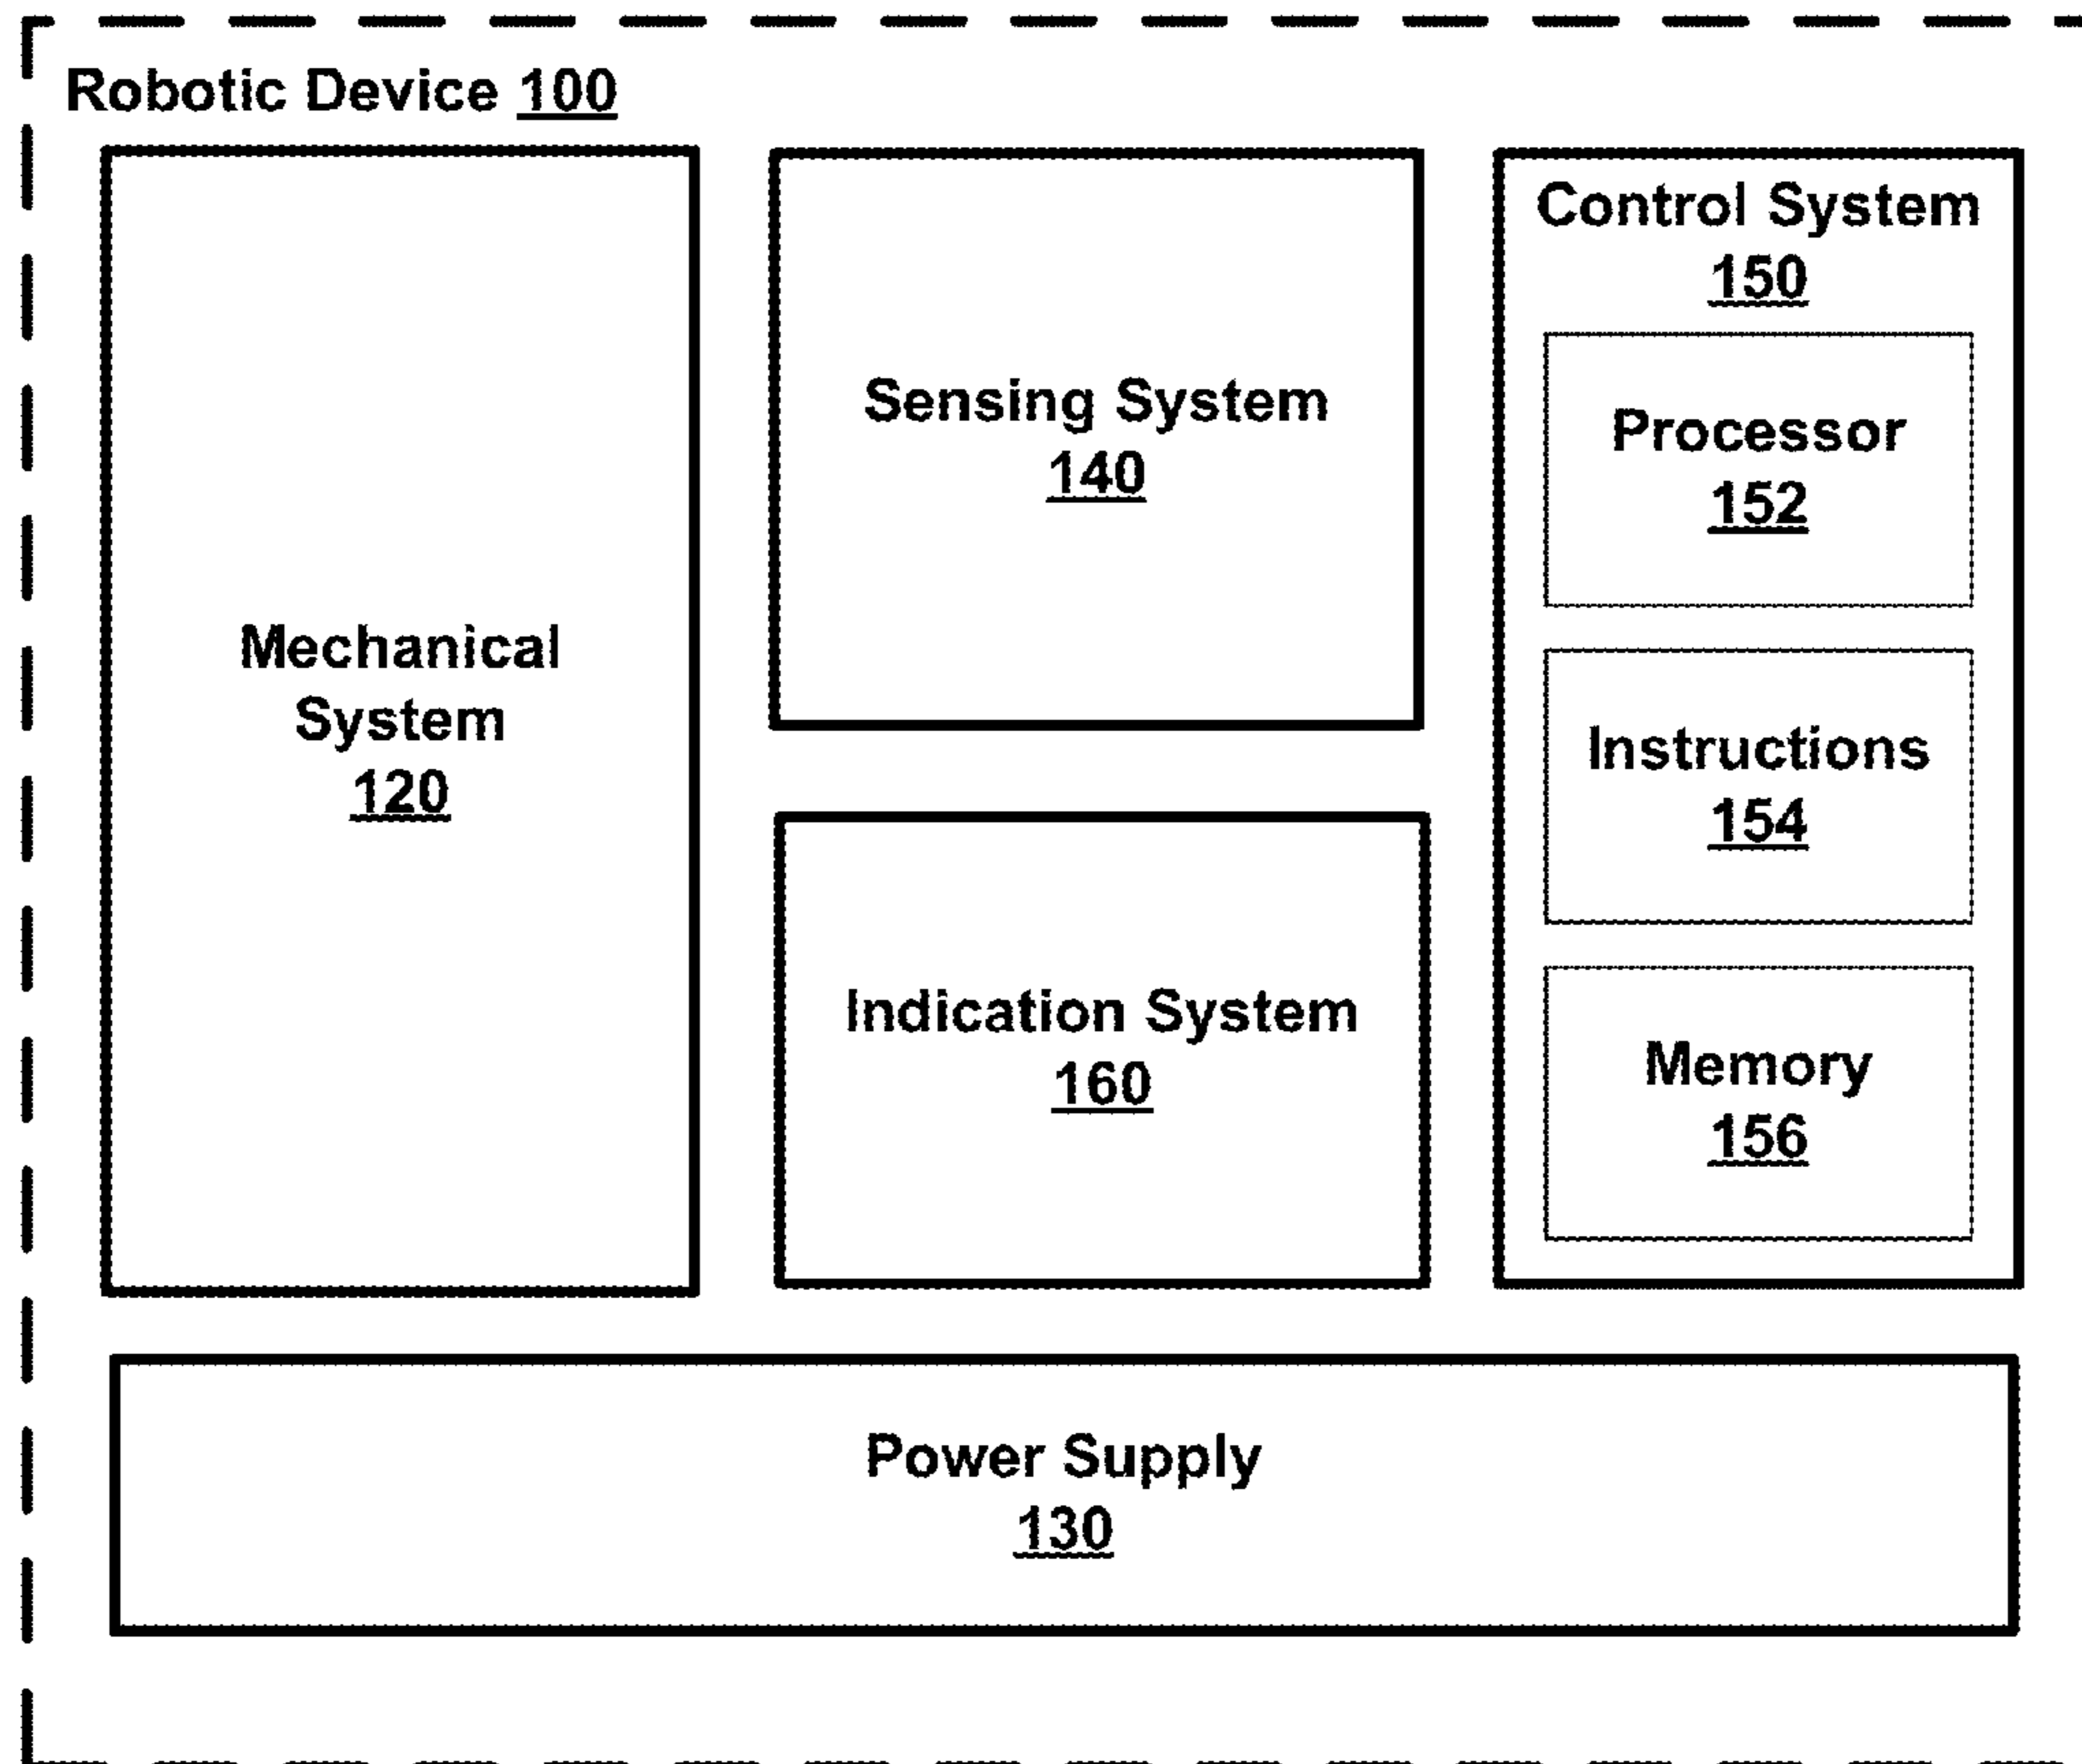 Robotic Device 100
Mechanical
System
120
Sensing System
140
Indication System
160
Control System
150
Processor
152
Instructions
154
Memory
156
Power Supply
130